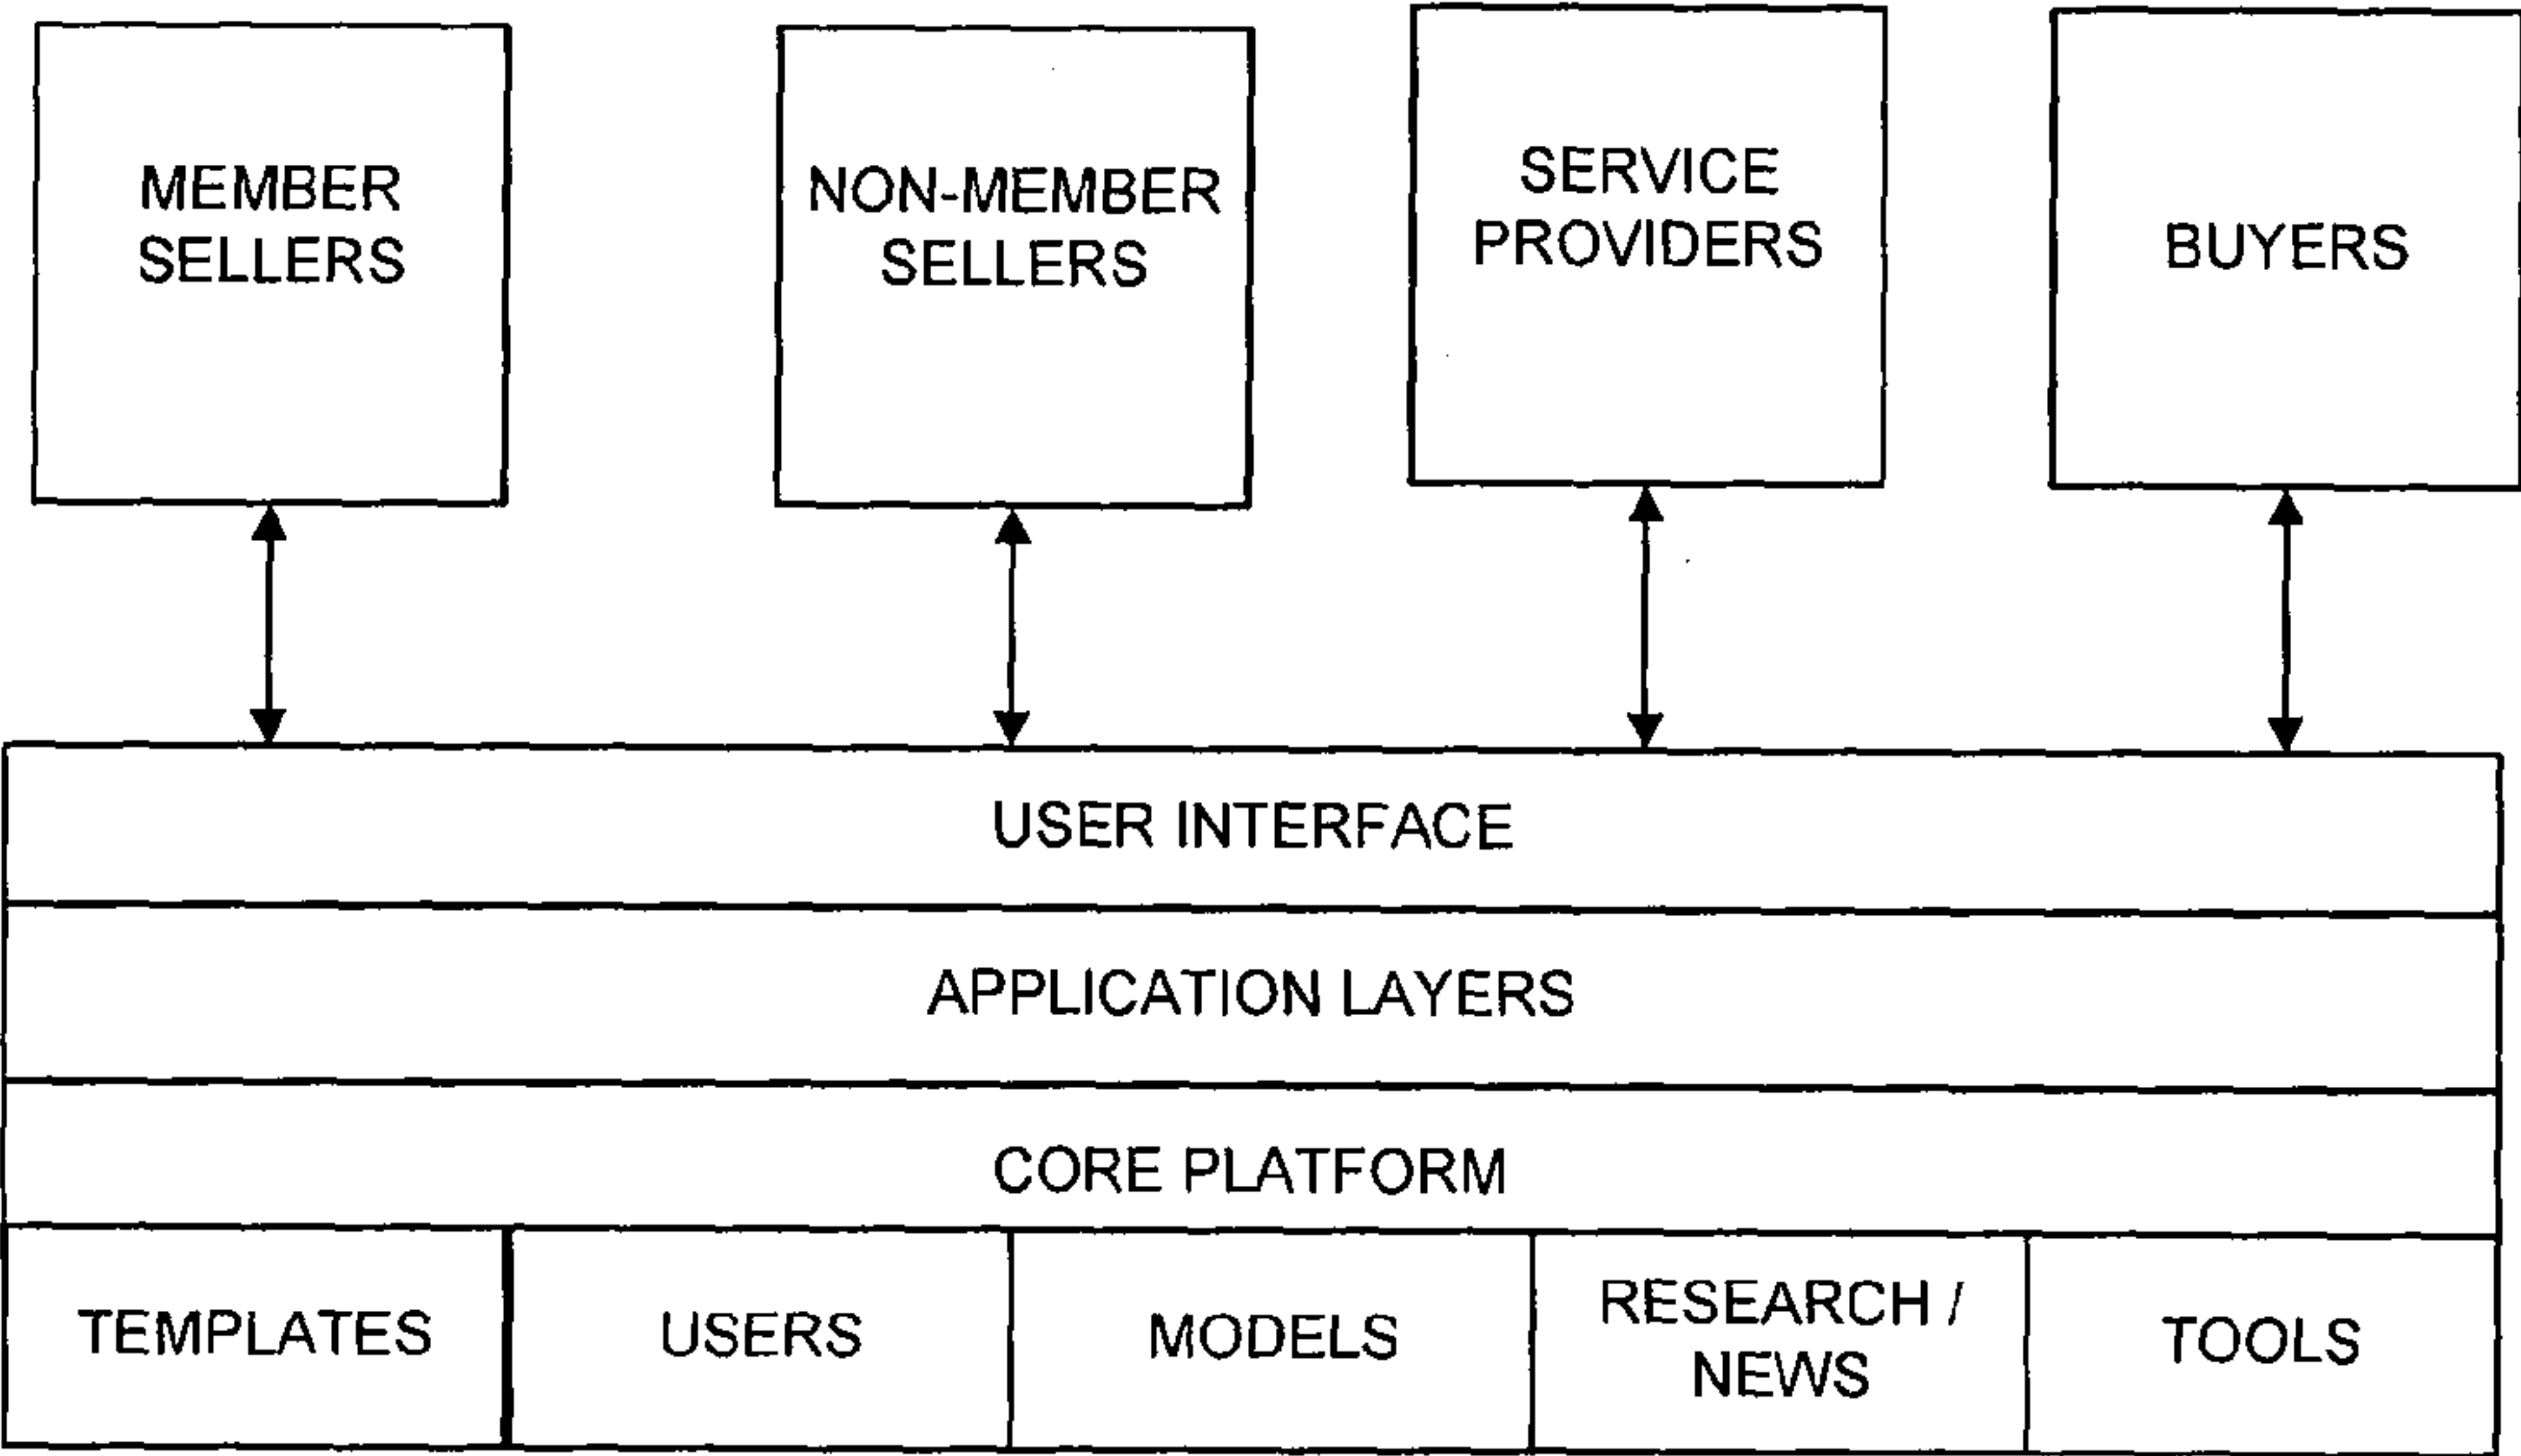 MEMBER
SELLERS
NON-MEMBER
SELLERS
SERVICE
PROVIDERS
BUYERS
USER INTERFACE
APPLICATION LAYERS
CORE PLATFORM
TEMPLATES
USERS
MODELS
RESEARCH /
NEWS
TOOLS